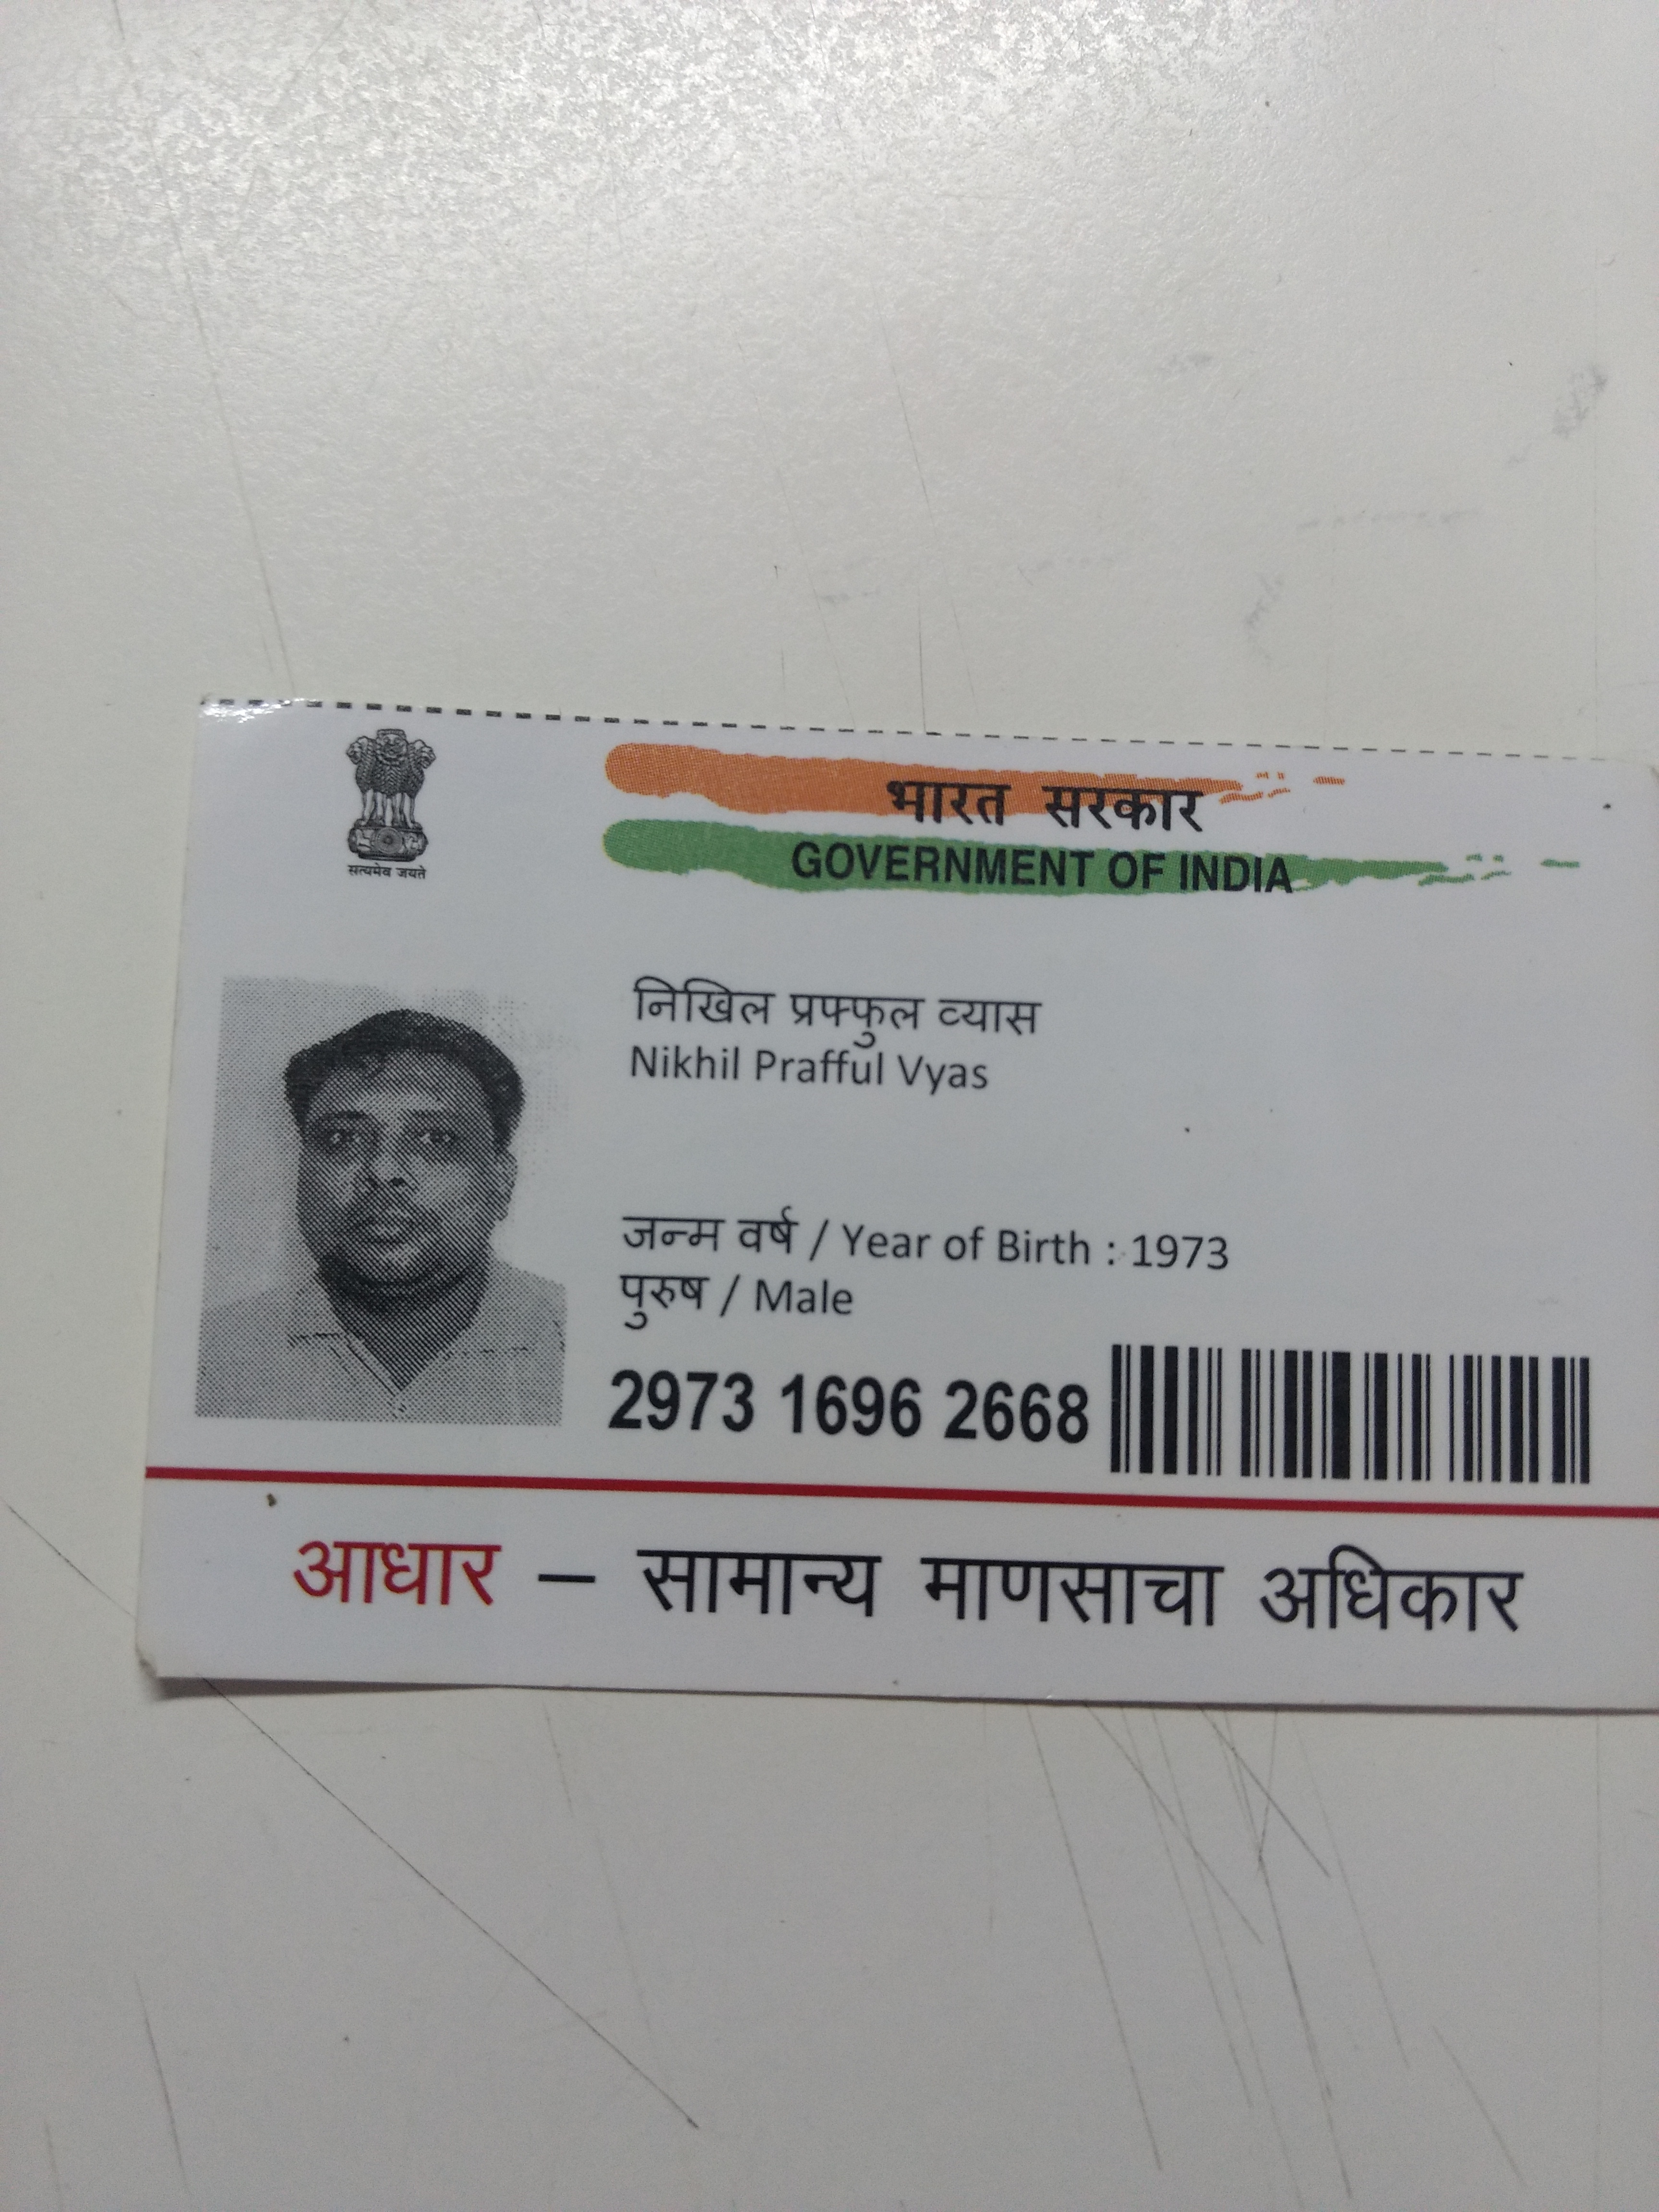 सत्यमेव जयते
भारत सरकार
GOVERNMENT OF INDIA
निखिल प्रफ्फुल व्यास
Nikhil Prafful Vyas
जन्म वर्ष / Year of Birth : 1973
पुरुष / Male
2973 1696 2668
आधार – सामान्य माणसाचा अधिकार